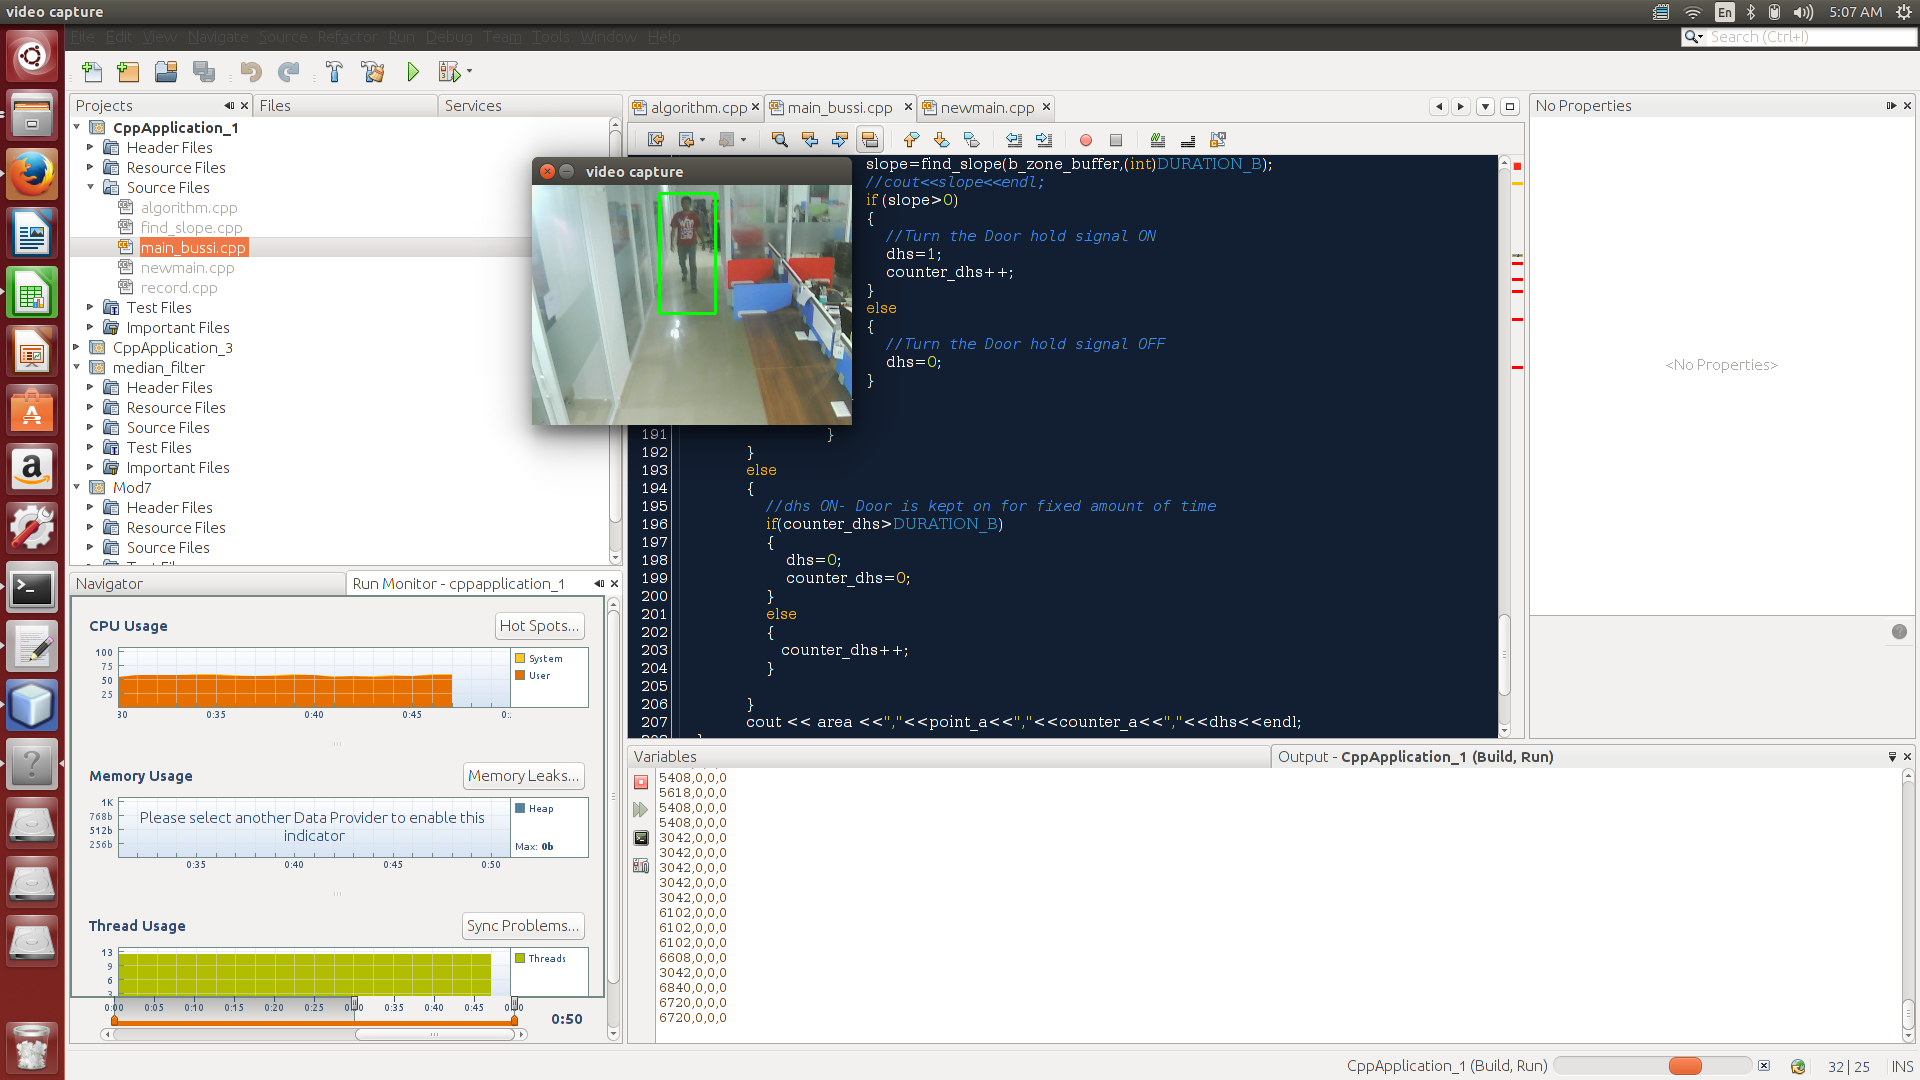 video capture
En
5:07 AM
File Edit View Navigate Source Refactor Run Debug Team Tools Window Help
Search (Ctrl+I)
Projects
Files
Services
CppApplication_1
Header Files
Resource Files
Source Files
algorithm.cpp
find_slope.cpp
main_bussi.cpp
newmain.cpp
record.cpp
Test Files
Important Files
CppApplication_3
median_filter
Header Files
Resource Files
Source Files
Test Files
Important Files
Mod7
Header Files
Resource Files
Source Files
Navigator
Run Monitor - cppapplication_1
CPU Usage
Hot Spots...
100
75
50
25
System
User
0:35
0:40
0:45
Memory Usage
Memory Leaks...
1K
768b
512b
256b
Please select another Data Provider to enable this
indicator
Heap
Max: 0b
0:35
0:40
0:45
0:50
Thread Usage
Sync Problems...
13
9
6
3
Threads
0:00 0:05 0:10 0:15 0:20 0:25 0:35 0:40 0:45
0:50
video capture
algorithm.cpp
main_bussi.cpp
newmain.cpp
slope=find_slope(b_zone_buffer,(int)DURATION_B);
//cout<<slope<<endl;
if (slope>0)
{
//Turn the Door hold signal ON
dhs=1;
counter_dhs++;
}
else
{
//Turn the Door hold signal OFF
dhs=0;
}
191 }
192 }
193 else
194 {
195 //dhs ON- Door is kept on for fixed amount of time
196 if(counter_dhs>DURATION_B)
197 {
198 dhs=0;
199 counter_dhs=0;
200 }
201 else
202 {
203 counter_dhs++;
204 }
205
206 }
207 cout << area <<","<<point_a<<","<<counter_a<<","<<dhs<<endl;
No Properties
<No Properties>
Variables
Output - CppApplication_1 (Build, Run)
5408,0,0,0
5618,0,0,0
5408,0,0,0
5408,0,0,0
3042,0,0,0
3042,0,0,0
3042,0,0,0
3042,0,0,0
3042,0,0,0
6102,0,0,0
6102,0,0,0
6102,0,0,0
6608,0,0,0
3042,0,0,0
6840,0,0,0
6720,0,0,0
6720,0,0,0
CppApplication_1 (Build, Run)
32 | 25
INS